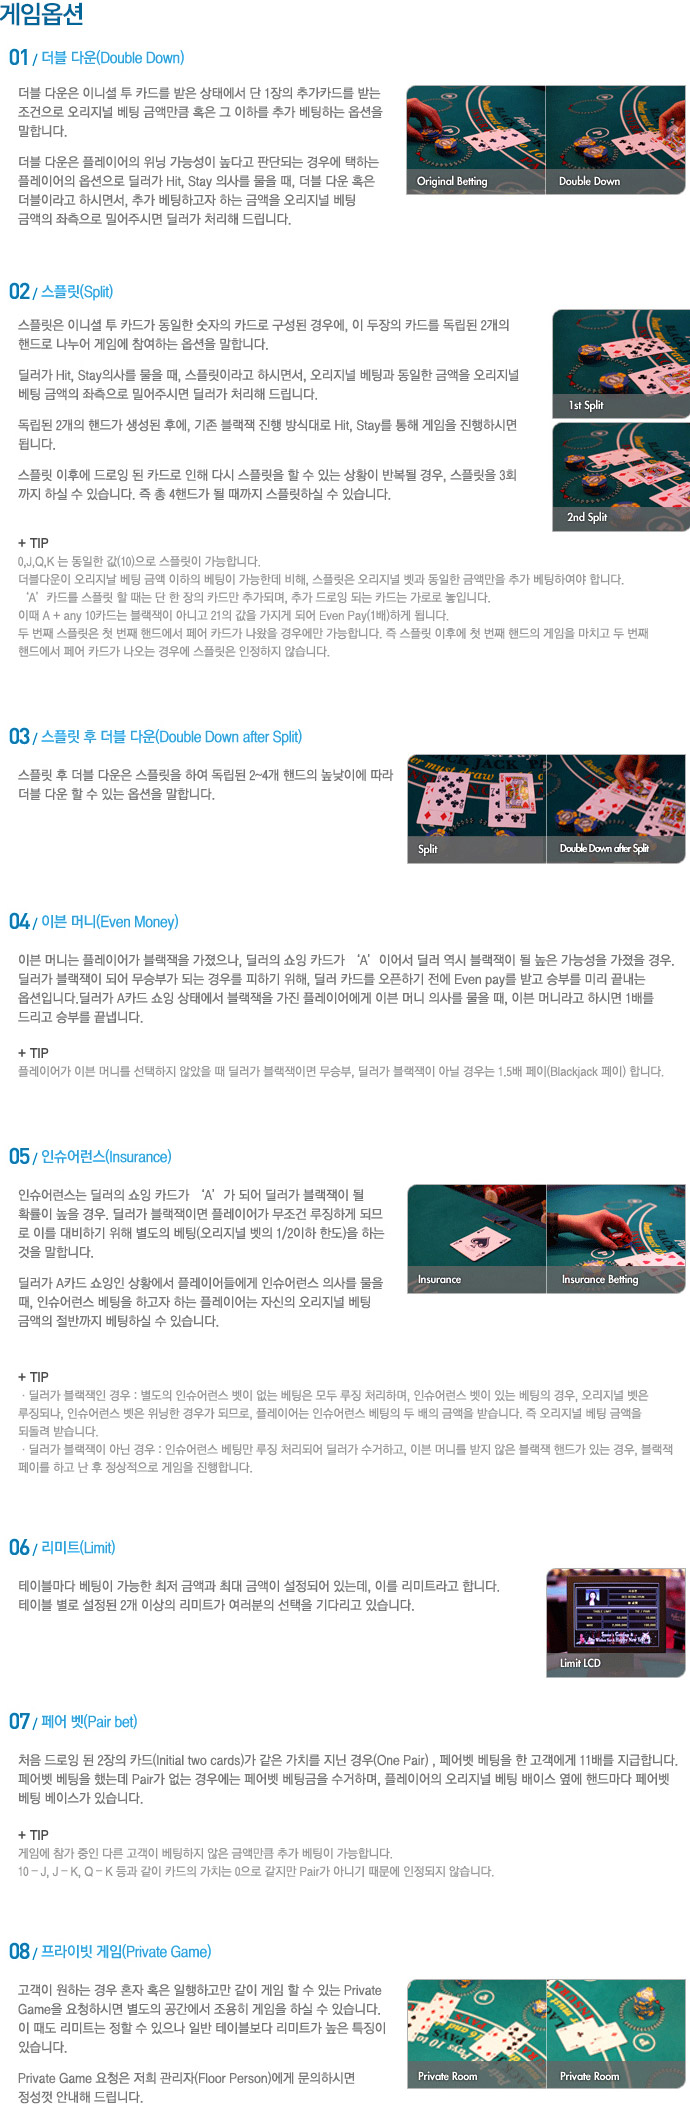 게임옵션
01 / 더블 다운(Double Down)
더블 다운은 이니셜 투 카드를 받은 상태에서 단 1장의 추가카드를 받는
조건으로 오리지널 베팅 금액만큼 혹은 그 이하를 추가 베팅하는 옵션을
말합니다.
더블 다운은 플레이어의 위닝 가능성이 높다고 판단되는 경우에 택하는
플레이어의 옵션으로 딜러가 Hit, Stay 의사를 물을 때, 더블 다운 혹은
더블이라고 하시면서, 추가 베팅하고자 하는 금액을 오리지널 베팅
금액의 좌측으로 밀어주시면 딜러가 처리해 드립니다.
Original Betting
Double Down
02 / 스플릿(Split)
스플릿은 이니셜 투 카드가 동일한 숫자의 카드로 구성된 경우에, 이 두장의 카드를 독립된 2개의
핸드로 나누어 게임에 참여하는 옵션을 말합니다.
딜러가 Hit, Stay의사를 물을 때, 스플릿이라고 하시면서, 오리지널 베팅과 동일한 금액을 오리지널
베팅 금액의 좌측으로 밀어주시면 딜러가 처리해 드립니다.
독립된 2개의 핸드가 생성된 후에, 기존 블랙잭 진행 방식대로 Hit, Stay를 통해 게임을 진행하시면
됩니다.
스플릿 이후에 드로잉 된 카드로 인해 다시 스플릿을 할 수 있는 상황이 반복될 경우, 스플릿을 3회
까지 하실 수 있습니다. 즉 총 4핸드가 될 때까지 스플릿하실 수 있습니다.
1st Split
2nd Split
+ TIP
0,J,Q,K 는 동일한 값(10)으로 스플릿이 가능합니다.
더블다운이 오리지날 베팅 금액 이하의 베팅이 가능한데 비해, 스플릿은 오리지널 벳과 동일한 금액만을 추가 베팅하여야 합니다.
‘A’ 카드를 스플릿 할 때는 단 한 장의 카드만 추가되며, 추가 드로잉 되는 카드는 가로로 놓입니다.
이때 A + any 10카드는 블랙잭이 아니고 21의 값을 가지게 되어 Even Pay(1배)하게 됩니다.
두 번째 스플릿은 첫 번째 핸드에서 페어 카드가 나왔을 경우에만 가능합니다. 즉 스플릿 이후에 첫 번째 핸드의 게임을 마치고 두 번째
핸드에서 페어 카드가 나오는 경우에 스플릿은 인정하지 않습니다.
03 / 스플릿 후 더블 다운(Double Down after Split)
스플릿 후 더블 다운은 스플릿을 하여 독립된 2~4개 핸드의 높낮이에 따라
더블 다운 할 수 있는 옵션을 말합니다.
Split
Double Down after Split
04 / 이븐 머니(Even Money)
이븐 머니는 플레이어가 블랙잭을 가졌으나, 딜러의 쇼잉 카드가 ‘A’ 이어서 딜러 역시 블랙잭이 될 높은 가능성을 가졌을 경우.
딜러가 블랙잭이 되어 무승부가 되는 경우를 피하기 위해, 딜러 카드를 오픈하기 전에 Even pay를 받고 승부를 미리 끝내는
옵션입니다.딜러가 A카드 쇼잉 상태에서 블랙잭을 가진 플레이어에게 이븐 머니 의사를 물을 때, 이븐 머니라고 하시면 1배를
드리고 승부를 끝냅니다.
+ TIP
플레이어가 이븐 머니를 선택하지 않았을 때 딜러가 블랙잭이면 무승부, 딜러가 블랙잭이 아닐 경우는 1.5배 페이(Blackjack 페이) 합니다.
05 / 인슈어런스(Insurance)
인슈어런스는 딜러의 쇼잉 카드가 ‘A’ 가 되어 딜러가 블랙잭이 될
확률이 높을 경우. 딜러가 블랙잭이면 플레이어가 무조건 루징하게 되므
로 이를 대비하기 위해 별도의 베팅(오리지널 벳의 1/2이하 한도)을 하는
것을 말합니다.
딜러가 A카드 쇼잉인 상황에서 플레이어들에게 인슈어런스 의사를 물을
때, 인슈어런스 베팅을 하고자 하는 플레이어는 자신의 오리지널 베팅
금액의 절반까지 베팅하실 수 있습니다.
Insurance
Insurance Betting
+ TIP
· 딜러가 블랙잭인 경우 : 별도의 인슈어런스 벳이 없는 베팅은 모두 루징 처리하며, 인슈어런스 벳이 있는 베팅의 경우, 오리지널 벳은
루징되나, 인슈어런스 벳은 위닝한 경우가 되므로, 플레이어는 인슈어런스 베팅의 두 배의 금액을 받습니다. 즉 오리지널 베팅 금액을
되돌려 받습니다.
· 딜러가 블랙잭이 아닌 경우 : 인슈어런스 베팅만 루징 처리되어 딜러가 수거하고, 이븐 머니를 받지 않은 블랙잭 핸드가 있는 경우, 블랙잭
페이를 하고 난 후 정상적으로 게임을 진행합니다.
06 / 리미트(Limit)
테이블마다 베팅이 가능한 최저 금액과 최대 금액이 설정되어 있는데, 이를 리미트라고 합니다.
테이블 별로 설정된 2개 이상의 리미트가 여러분의 선택을 기다리고 있습니다.
Limit LCD
07 / 페어 벳(Pair bet)
처음 드로잉 된 2장의 카드(Initial two cards)가 같은 가치를 지닌 경우(One Pair) , 페어벳 베팅을 한 고객에게 11배를 지급합니다.
페어벳 베팅을 했는데 Pair가 없는 경우에는 페어벳 베팅금을 수거하며, 플레이어의 오리지널 베팅 배이스 옆에 핸드마다 페어벳
베팅 베이스가 있습니다.
+ TIP
게임에 참가 중인 다른 고객이 베팅하지 않은 금액만큼 추가 베팅이 가능합니다.
10 – J, J – K, Q – K 등과 같이 카드의 가치는 0으로 같지만 Pair가 아니기 때문에 인정되지 않습니다.
08 / 프라이빗 게임(Private Game)
고객이 원하는 경우 혼자 혹은 일행하고만 같이 게임 할 수 있는 Private
Game을 요청하시면 별도의 공간에서 조용히 게임을 하실 수 있습니다.
이 때도 리미트는 정할 수 있으나 일반 테이블보다 리미트가 높은 특징이
있습니다.
Private Game 요청은 저희 관리자(Floor Person)에게 문의하시면
정성껏 안내해 드립니다.
Private Room
Private Room